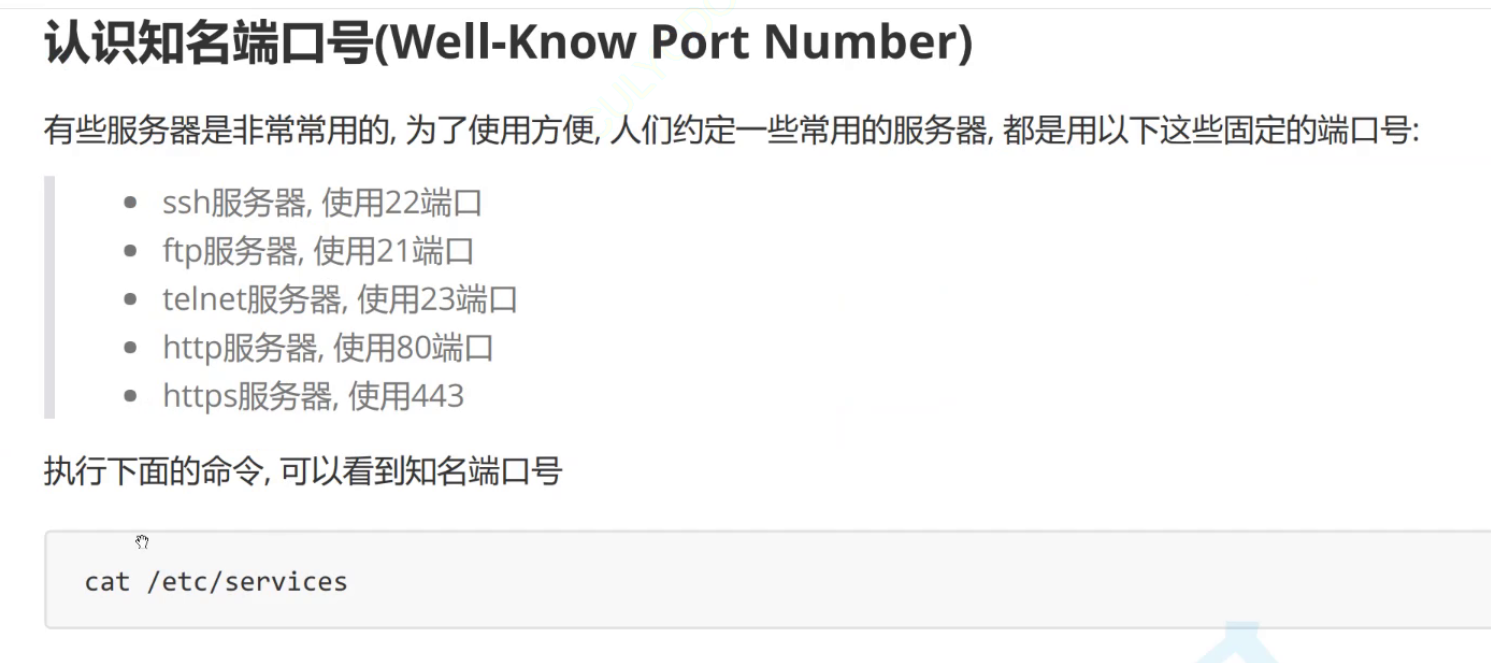 认识知名端口号(Well-Know Port Number)
有些服务器是非常常用的, 为了使用方便, 人们约定一些常用的服务器, 都是用以下这些固定的端口号:
ssh服务器, 使用22端口
ftp服务器, 使用21端口
telnet服务器, 使用23端口
http服务器, 使用80端口
https服务器, 使用443
执行下面的命令, 可以看到知名端口号
cat /etc/services